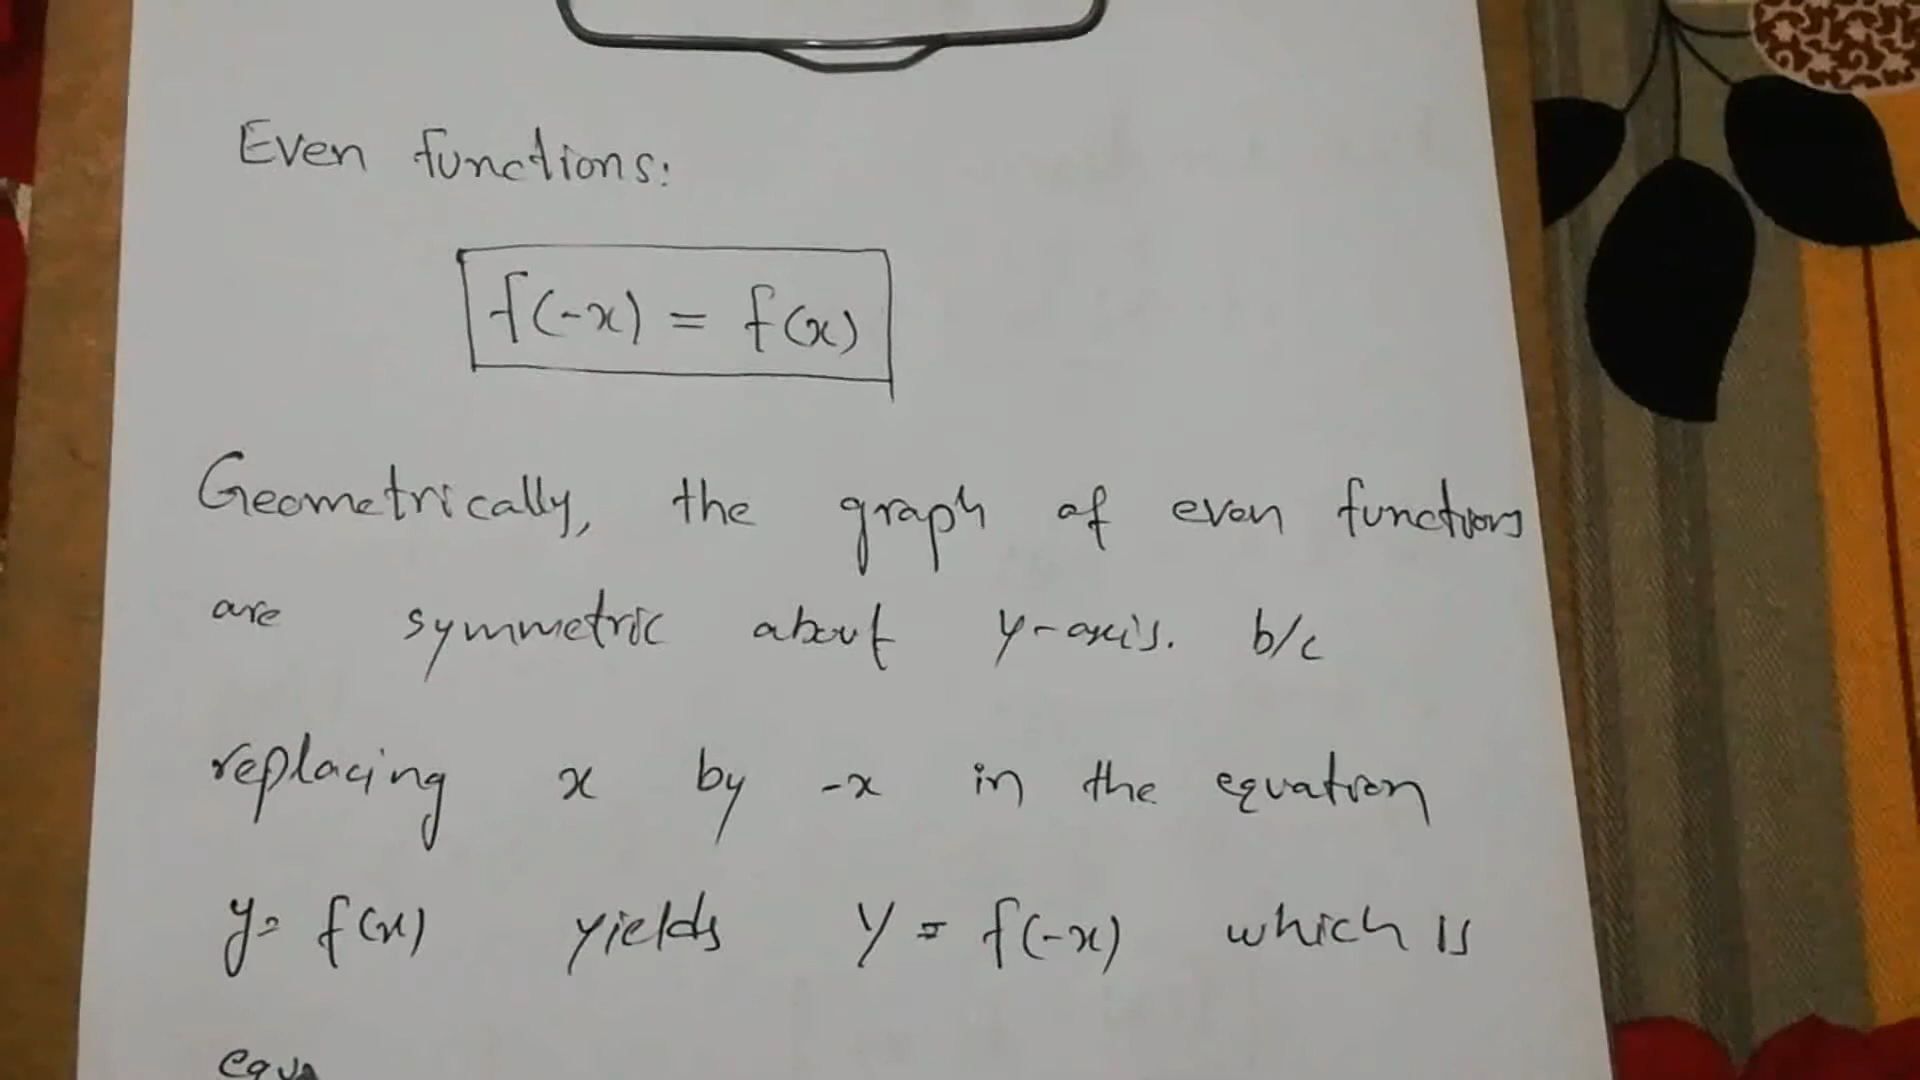 Even functions:
f(-x) = f(x)
Geometrically, the graph of even functions
are symmetric about y-axis. b/c
replacing x by -x in the equation
y= f(x) yields y = f(-x) which is